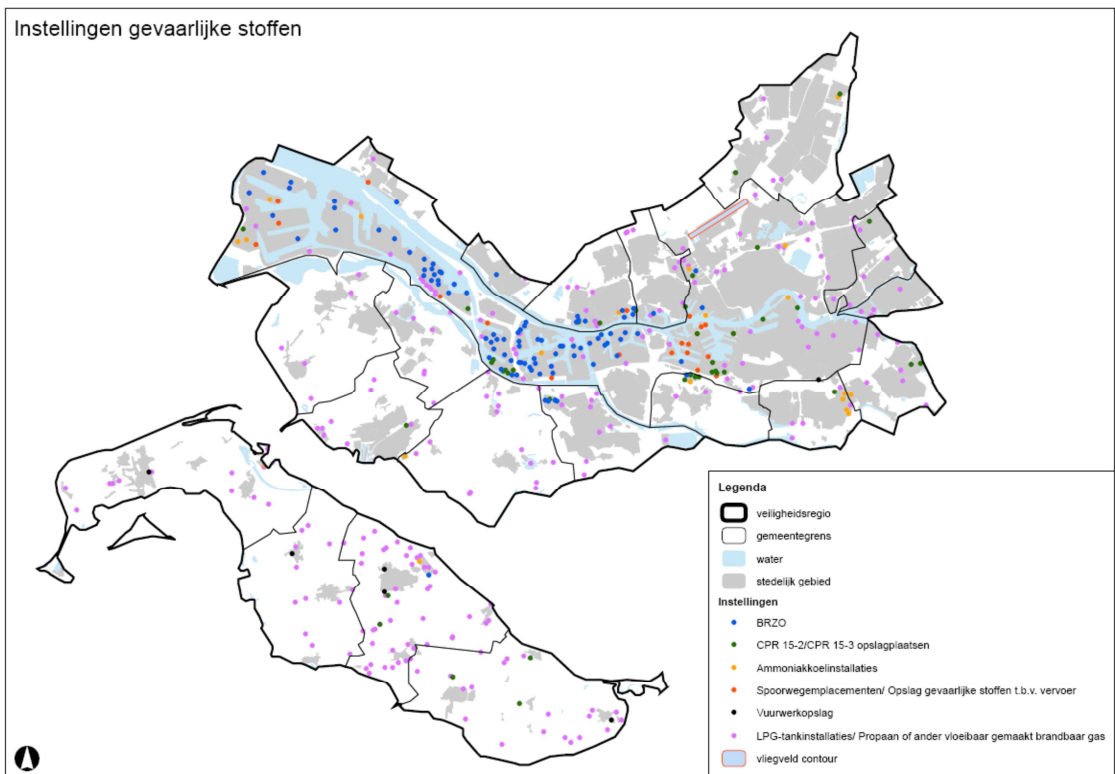 Instellingen gevaarlijke stoffen
Legenda
veiligheidsregio
gemeentegrens
water
stedelijk gebied
Instellingen
BRZO
CPR 15-2/CPR 15-3 opslagplaatsen
Ammoniakkoelinstallaties
Spoorwegemplacementen/ Opslag gevaarlijke stoffen t.b.v. vervoer
Vuurwerkopslag
LPG-tankinstallaties/ Propaan of ander vloeibaar gemaakt brandbaar gas
vliegveld contour